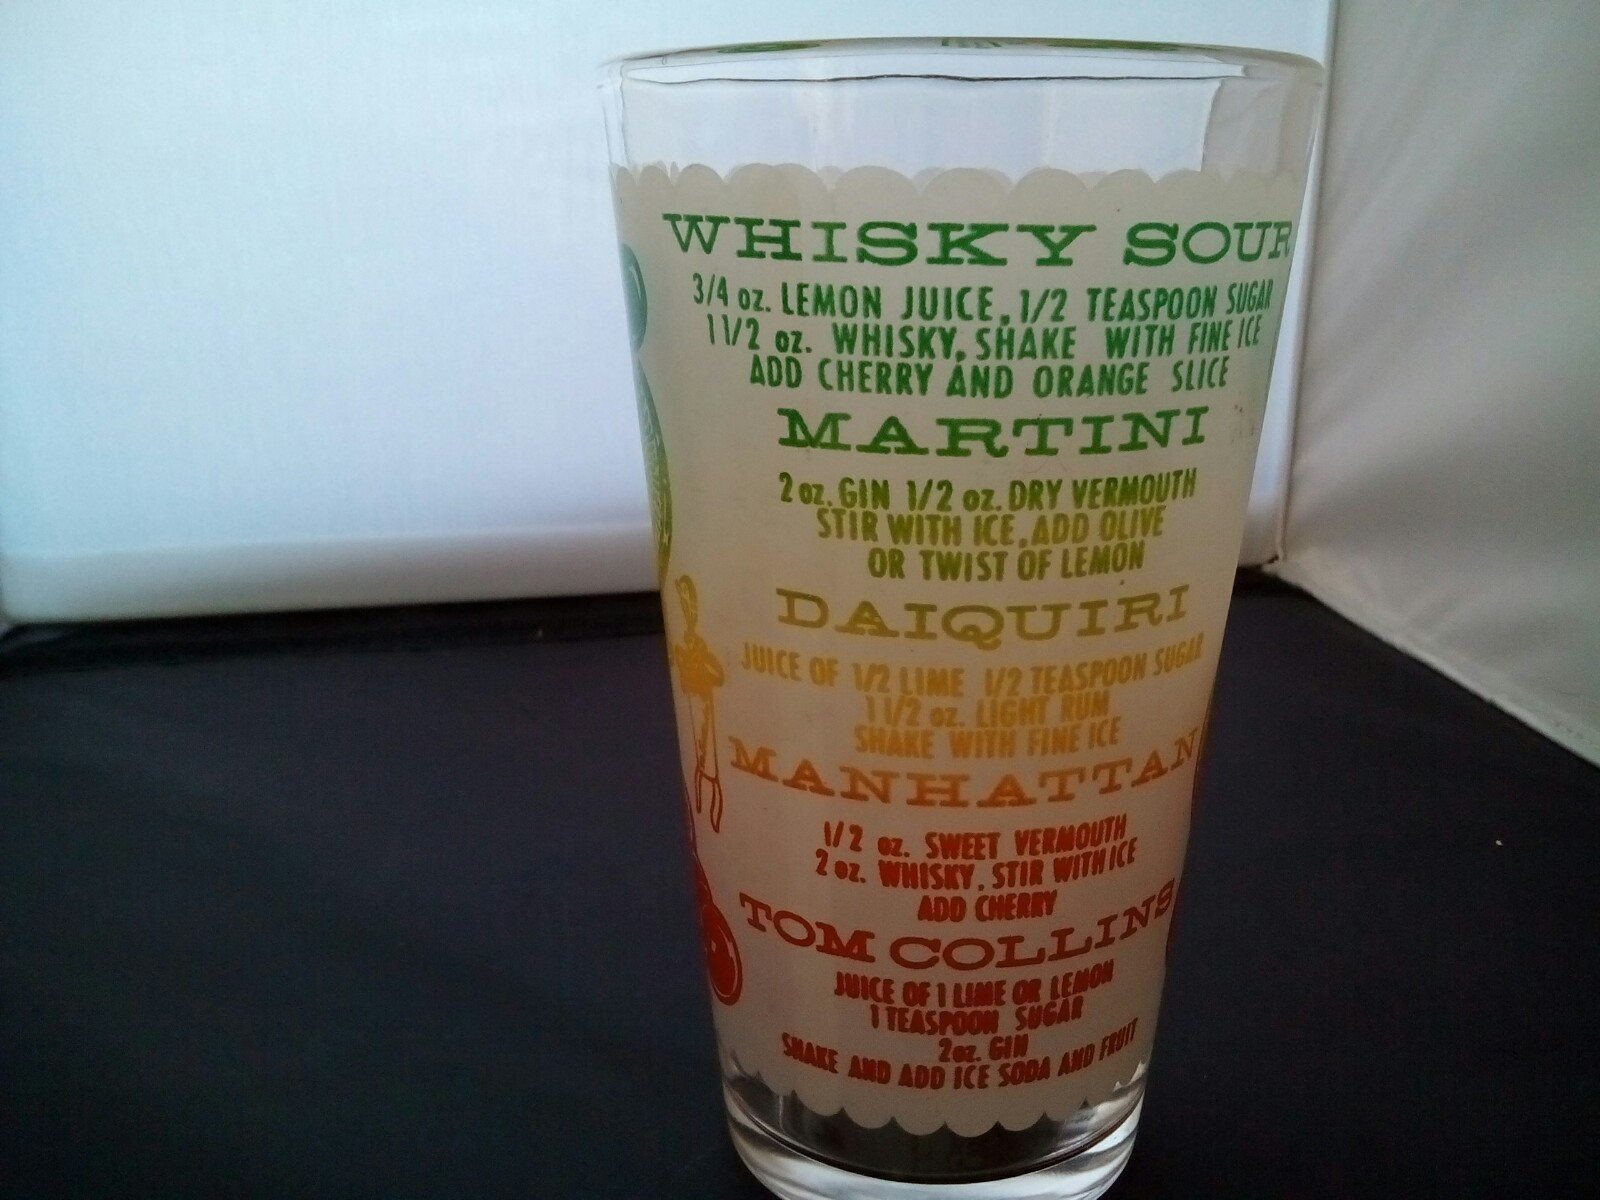 WHISKY SOUR
3/4 oz. LEMON JUICE, 1/2 TEASPOON SUGAR
1 1/2 oz. WHISKY, SHAKE WITH FINE ICE
ADD CHERRY AND ORANGE SLICE
MARTINI
2 oz. GIN 1/2 oz. DRY VERMOUTH
STIR WITH ICE, ADD OLIVE
OR TWIST OF LEMON
DAIQUIRI
JUICE OF 1/2 LIME 1/2 TEASPOON SUGAR
1 1/2 oz. LIGHT RUM
SHAKE WITH FINE ICE
MANHATTAN
1/2 oz. SWEET VERMOUTH
2 oz. WHISKY, STIR WITH ICE
ADD CHERRY
TOM COLLINS
JUICE OF 1 LIME OR LEMON
1 TEASPOON SUGAR
2 oz. GIN
SHAKE AND ADD ICE SODA AND FRUIT